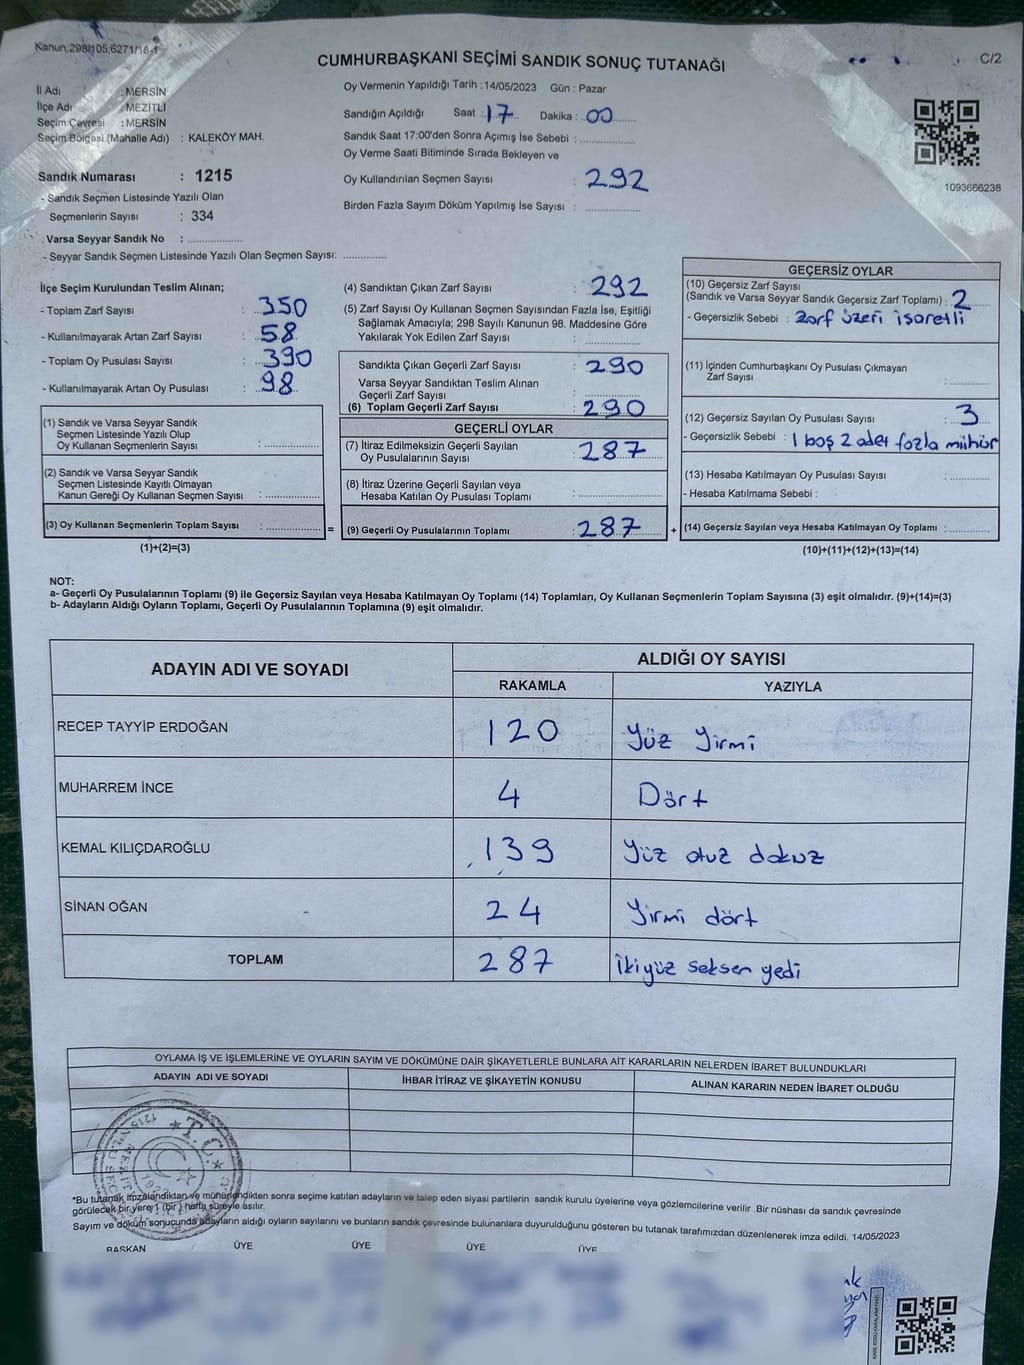 Kanun;298/105;6271/18-1
CUMHURBAŞKANI SEÇİMİ SANDIK SONUÇ TUTANAĞI
C/2
İl Adı : MERSİN
İlçe Adı : MEZİTLİ
Seçim Çevresi : MERSİN
Seçim Bölgesi (Mahalle Adı) : KALEKÖY MAH.
Sandık Numarası : 1215
- Sandık Seçmen Listesinde Yazılı Olan
Seçmenlerin Sayısı : 334
Varsa Seyyar Sandık No : ..................
- Seyyar Sandık Seçmen Listesinde Yazılı Olan Seçmen Sayısı: ..............
Oy Vermenin Yapıldığı Tarih : 14/05/2023 Gün : Pazar
Sandığın Açıldığı Saat : 17 Dakika : 00
Sandık Saat 17:00'den Sonra Açımış İse Sebebi : ..................
Oy Verme Saati Bitiminde Sırada Bekleyen ve
Oy Kullandırılan Seçmen Sayısı : 292
Birden Fazla Sayım Döküm Yapılmış İse Sayısı : ..................
1093666238
İlçe Seçim Kurulundan Teslim Alınan;
- Toplam Zarf Sayısı : 350
- Kullanılmayarak Artan Zarf Sayısı : 58
- Toplam Oy Pusulası Sayısı : 390
- Kullanılmayarak Artan Oy Pusulası : 98
(1) Sandık ve Varsa Seyyar Sandık
Seçmen Listesinde Yazılı Olup
Oy Kullanan Seçmenlerin Sayısı : ..................
(2) Sandık ve Varsa Seyyar Sandık
Seçmen Listesinde Kayıtlı Olmayan
Kanun Gereği Oy Kullanan Seçmen Sayısı : ..................
(3) Oy Kullanan Seçmenlerin Toplam Sayısı : ..................
(1)+(2)=(3)
=
(4) Sandıktan Çıkan Zarf Sayısı : 292
(5) Zarf Sayısı Oy Kullanan Seçmen Sayısından Fazla İse, Eşitliği
Sağlamak Amacıyla; 298 Sayılı Kanunun 98. Maddesine Göre
Yakılarak Yok Edilen Zarf Sayısı : ..................
Sandıkta Çıkan Geçerli Zarf Sayısı : 290
Varsa Seyyar Sandıktan Teslim Alınan
Geçerli Zarf Sayısı : ..................
(6) Toplam Geçerli Zarf Sayısı : 290
GEÇERLİ OYLAR
(7) İtiraz Edilmeksizin Geçerli Sayılan
Oy Pusulalarının Sayısı : 287
(8) İtiraz Üzerine Geçerli Sayılan veya
Hesaba Katılan Oy Pusulası Toplamı : ..................
(9) Geçerli Oy Pusulalarının Toplamı : 287
+
GEÇERSİZ OYLAR
(10) Geçersiz Zarf Sayısı
(Sandık ve Varsa Seyyar Sandık Geçersiz Zarf Toplamı) : 2
- Geçersizlik Sebebi : Zarf üzeri işaretli
(11) İçinden Cumhurbaşkanı Oy Pusulası Çıkmayan
Zarf Sayısı : ..................
(12) Geçersiz Sayılan Oy Pusulası Sayısı : 3
- Geçersizlik Sebebi : 1 boş 2 adet fazla mühür
(13) Hesaba Katılmayan Oy Pusulası Sayısı : ..................
- Hesaba Katılmama Sebebi :
(14) Geçersiz Sayılan veya Hesaba Katılmayan Oy Toplamı : ..................
(10)+(11)+(12)+(13)=(14)
NOT:
a- Geçerli Oy Pusulalarının Toplamı (9) ile Geçersiz Sayılan veya Hesaba Katılmayan Oy Toplamı (14) Toplamları, Oy Kullanan Seçmenlerin Toplam Sayısına (3) eşit olmalıdır. (9)+(14)=(3)
b- Adayların Aldığı Oyların Toplamı, Geçerli Oy Pusulalarının Toplamına (9) eşit olmalıdır.
ADAYIN ADI VE SOYADI
ALDIĞI OY SAYISI
RAKAMLA YAZIYLA
RECEP TAYYİP ERDOĞAN 120 Yüz Yirmi
MUHARREM İNCE 4 Dört
KEMAL KILIÇDAROĞLU 139 Yüz otuz dokuz
SİNAN OĞAN 24 Yirmi dört
TOPLAM 287 İkiyüz seksen yedi
OYLAMA İŞ VE İŞLEMLERİNE VE OYLARIN SAYIM VE DÖKÜMÜNE DAİR ŞİKAYETLERLE BUNLARA AİT KARARLARIN NELERDEN İBARET BULUNDUKLARI
ADAYIN ADI VE SOYADI İHBAR İTİRAZ VE ŞİKAYETİN KONUSU ALINAN KARARIN NEDEN İBARET OLDUĞU
T.C.
*Bu tutanak imzalandıktan ve mühürlendikten sonra seçime katılan adayların ve talep eden siyasi partilerin sandık kurulu üyelerine veya gözlemcilerine verilir. Bir nüshası da sandık çevresinde
görülecek bir yere 1 (bir) hafta süreyle asılır.
Sayım ve döküm sonucunda adayların aldığı oyların sayılarını ve bunların sandık çevresinde bulunanlara duyurulduğunu gösteren bu tutanak tarafımızdan düzenlenerek imza edildi. 14/05/2023
BAŞKAN ÜYE ÜYE ÜYE ÜYE